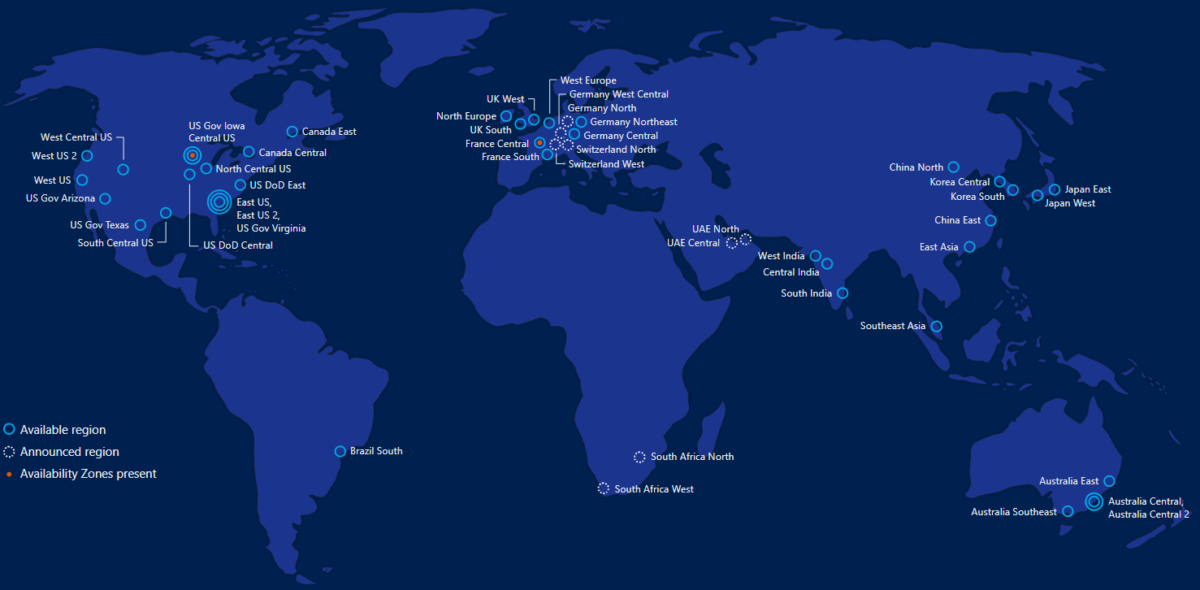 West Europe
Germany West Central
UK West
Germany North
North Europe
Germany Northeast
UK South
Germany Central
France Central
Switzerland North
France South
Switzerland West
US Gov Iowa
Central US
Canada East
West Central US
West US 2
Canada Central
North Central US
West US
US DoD East
US Gov Arizona
East US,
East US 2,
US Gov Virginia
US Gov Texas
South Central US
US DoD Central
China North
Korea Central
Korea South
Japan East
Japan West
China East
UAE North
UAE Central
East Asia
West India
Central India
South India
Southeast Asia
Available region
Announced region
Availability Zones present
Brazil South
South Africa North
South Africa West
Australia East
Australia Central,
Australia Central 2
Australia Southeast